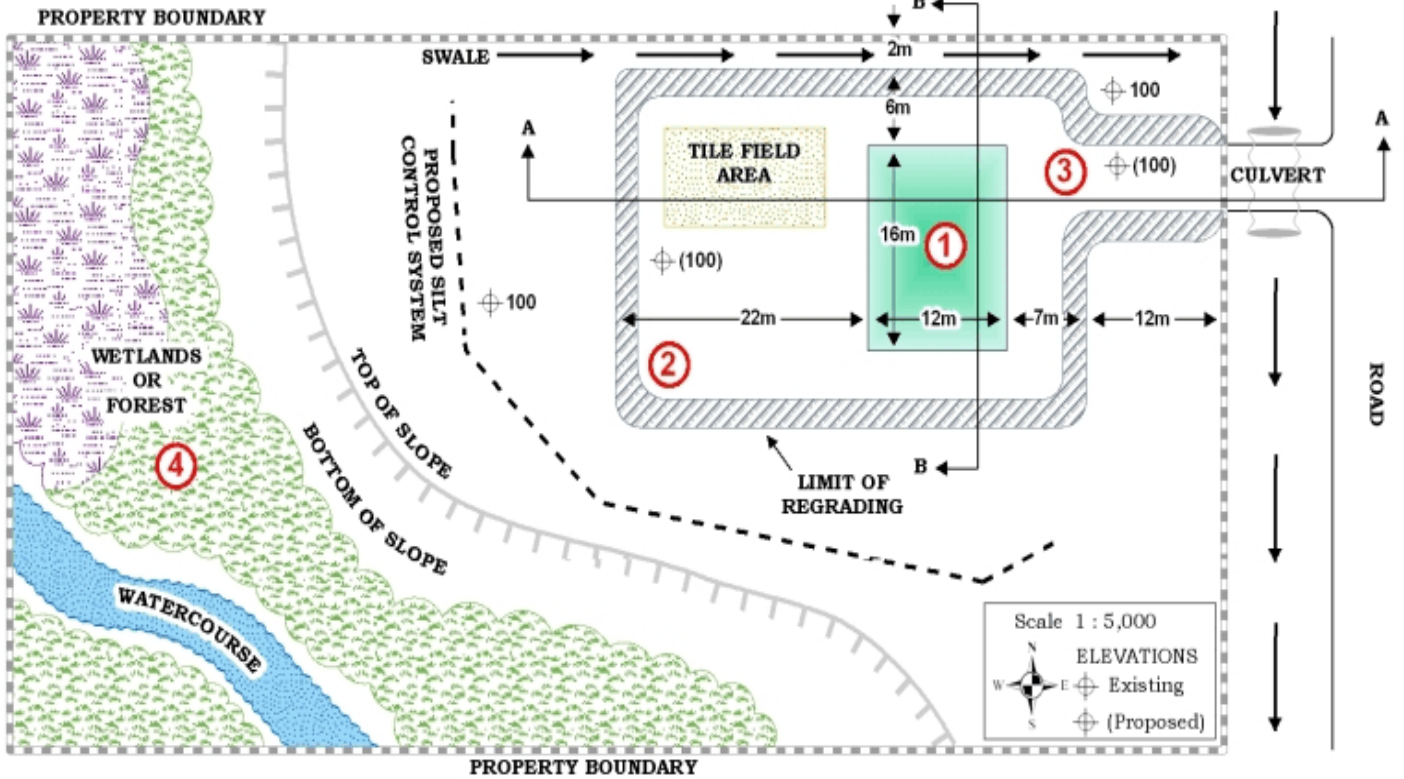 PROPERTY BOUNDARY
B
2m
SWALE
6m
100
A
A
PROPOSED SILT
CONTROL SYSTEM
TILE FIELD
AREA
3
(100)
CULVERT
16m
1
(100)
100
22m
12m
7m
12m
WETLANDS
OR
FOREST
2
TOP OF SLOPE
ROAD
4
BOTTOM OF SLOPE
B
LIMIT OF
REGRADING
WATERCOURSE
Scale 1 : 5,000
N
W
E
S
ELEVATIONS
Existing
(Proposed)
PROPERTY BOUNDARY